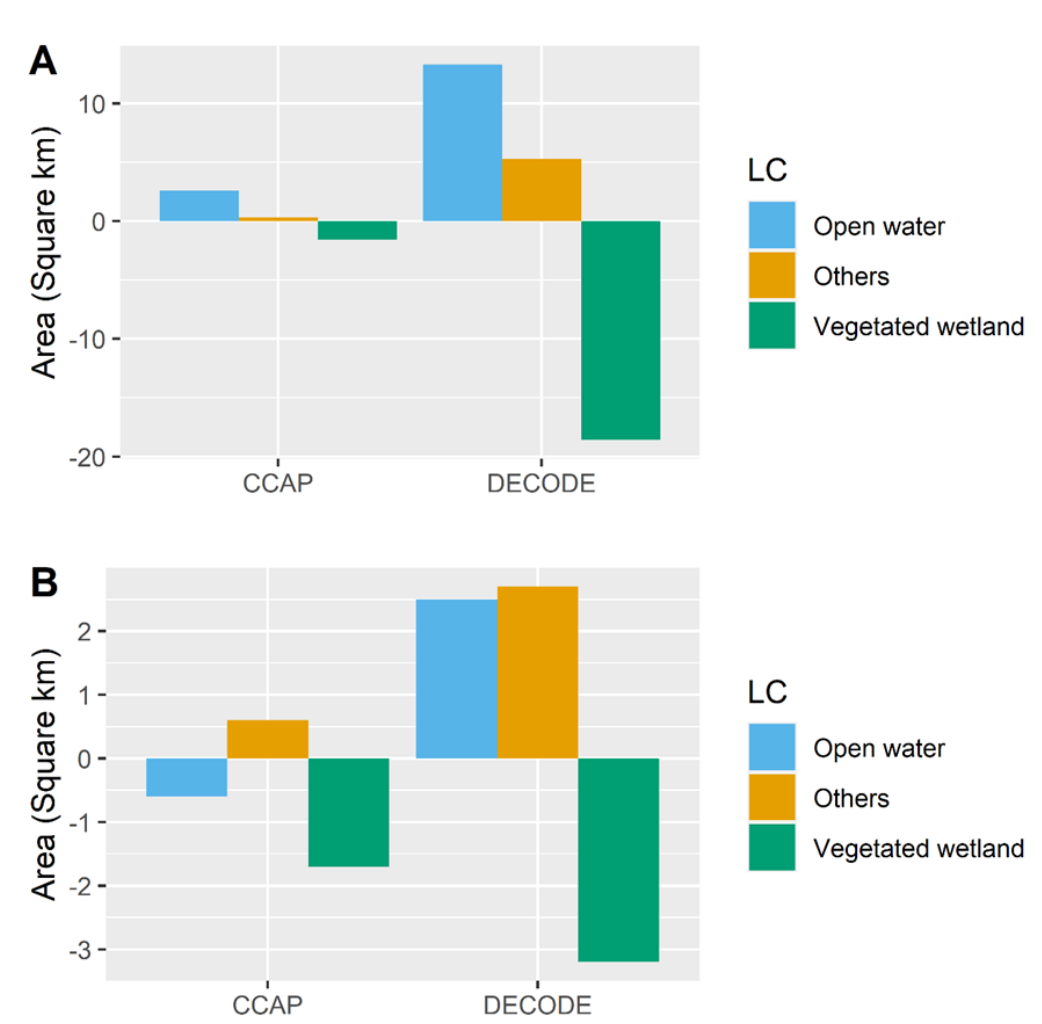 A
Area (Square km)
10
0
-10
-20
CCAP
DECODE
LC
Open water
Others
Vegetated wetland
B
Area (Square km)
2
1
0
-1
-2
-3
CCAP
DECODE
LC
Open water
Others
Vegetated wetland